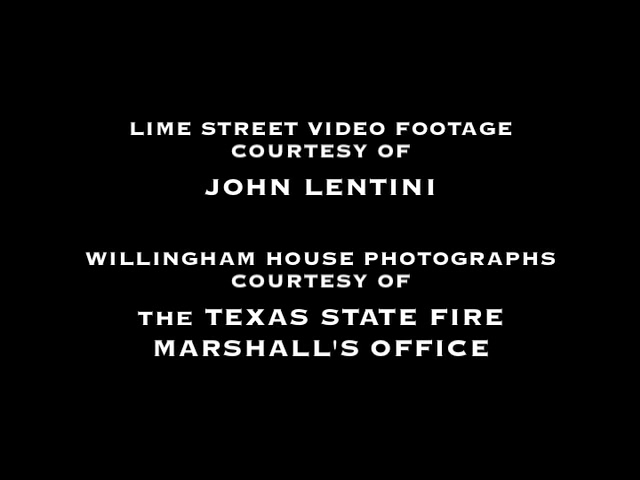 LIME STREET VIDEO FOOTAGE
COURTESY OF
JOHN LENTINI
WILLINGHAM HOUSE PHOTOGRAPHS
COURTESY OF
THE TEXAS STATE FIRE
MARSHALL'S OFFICE